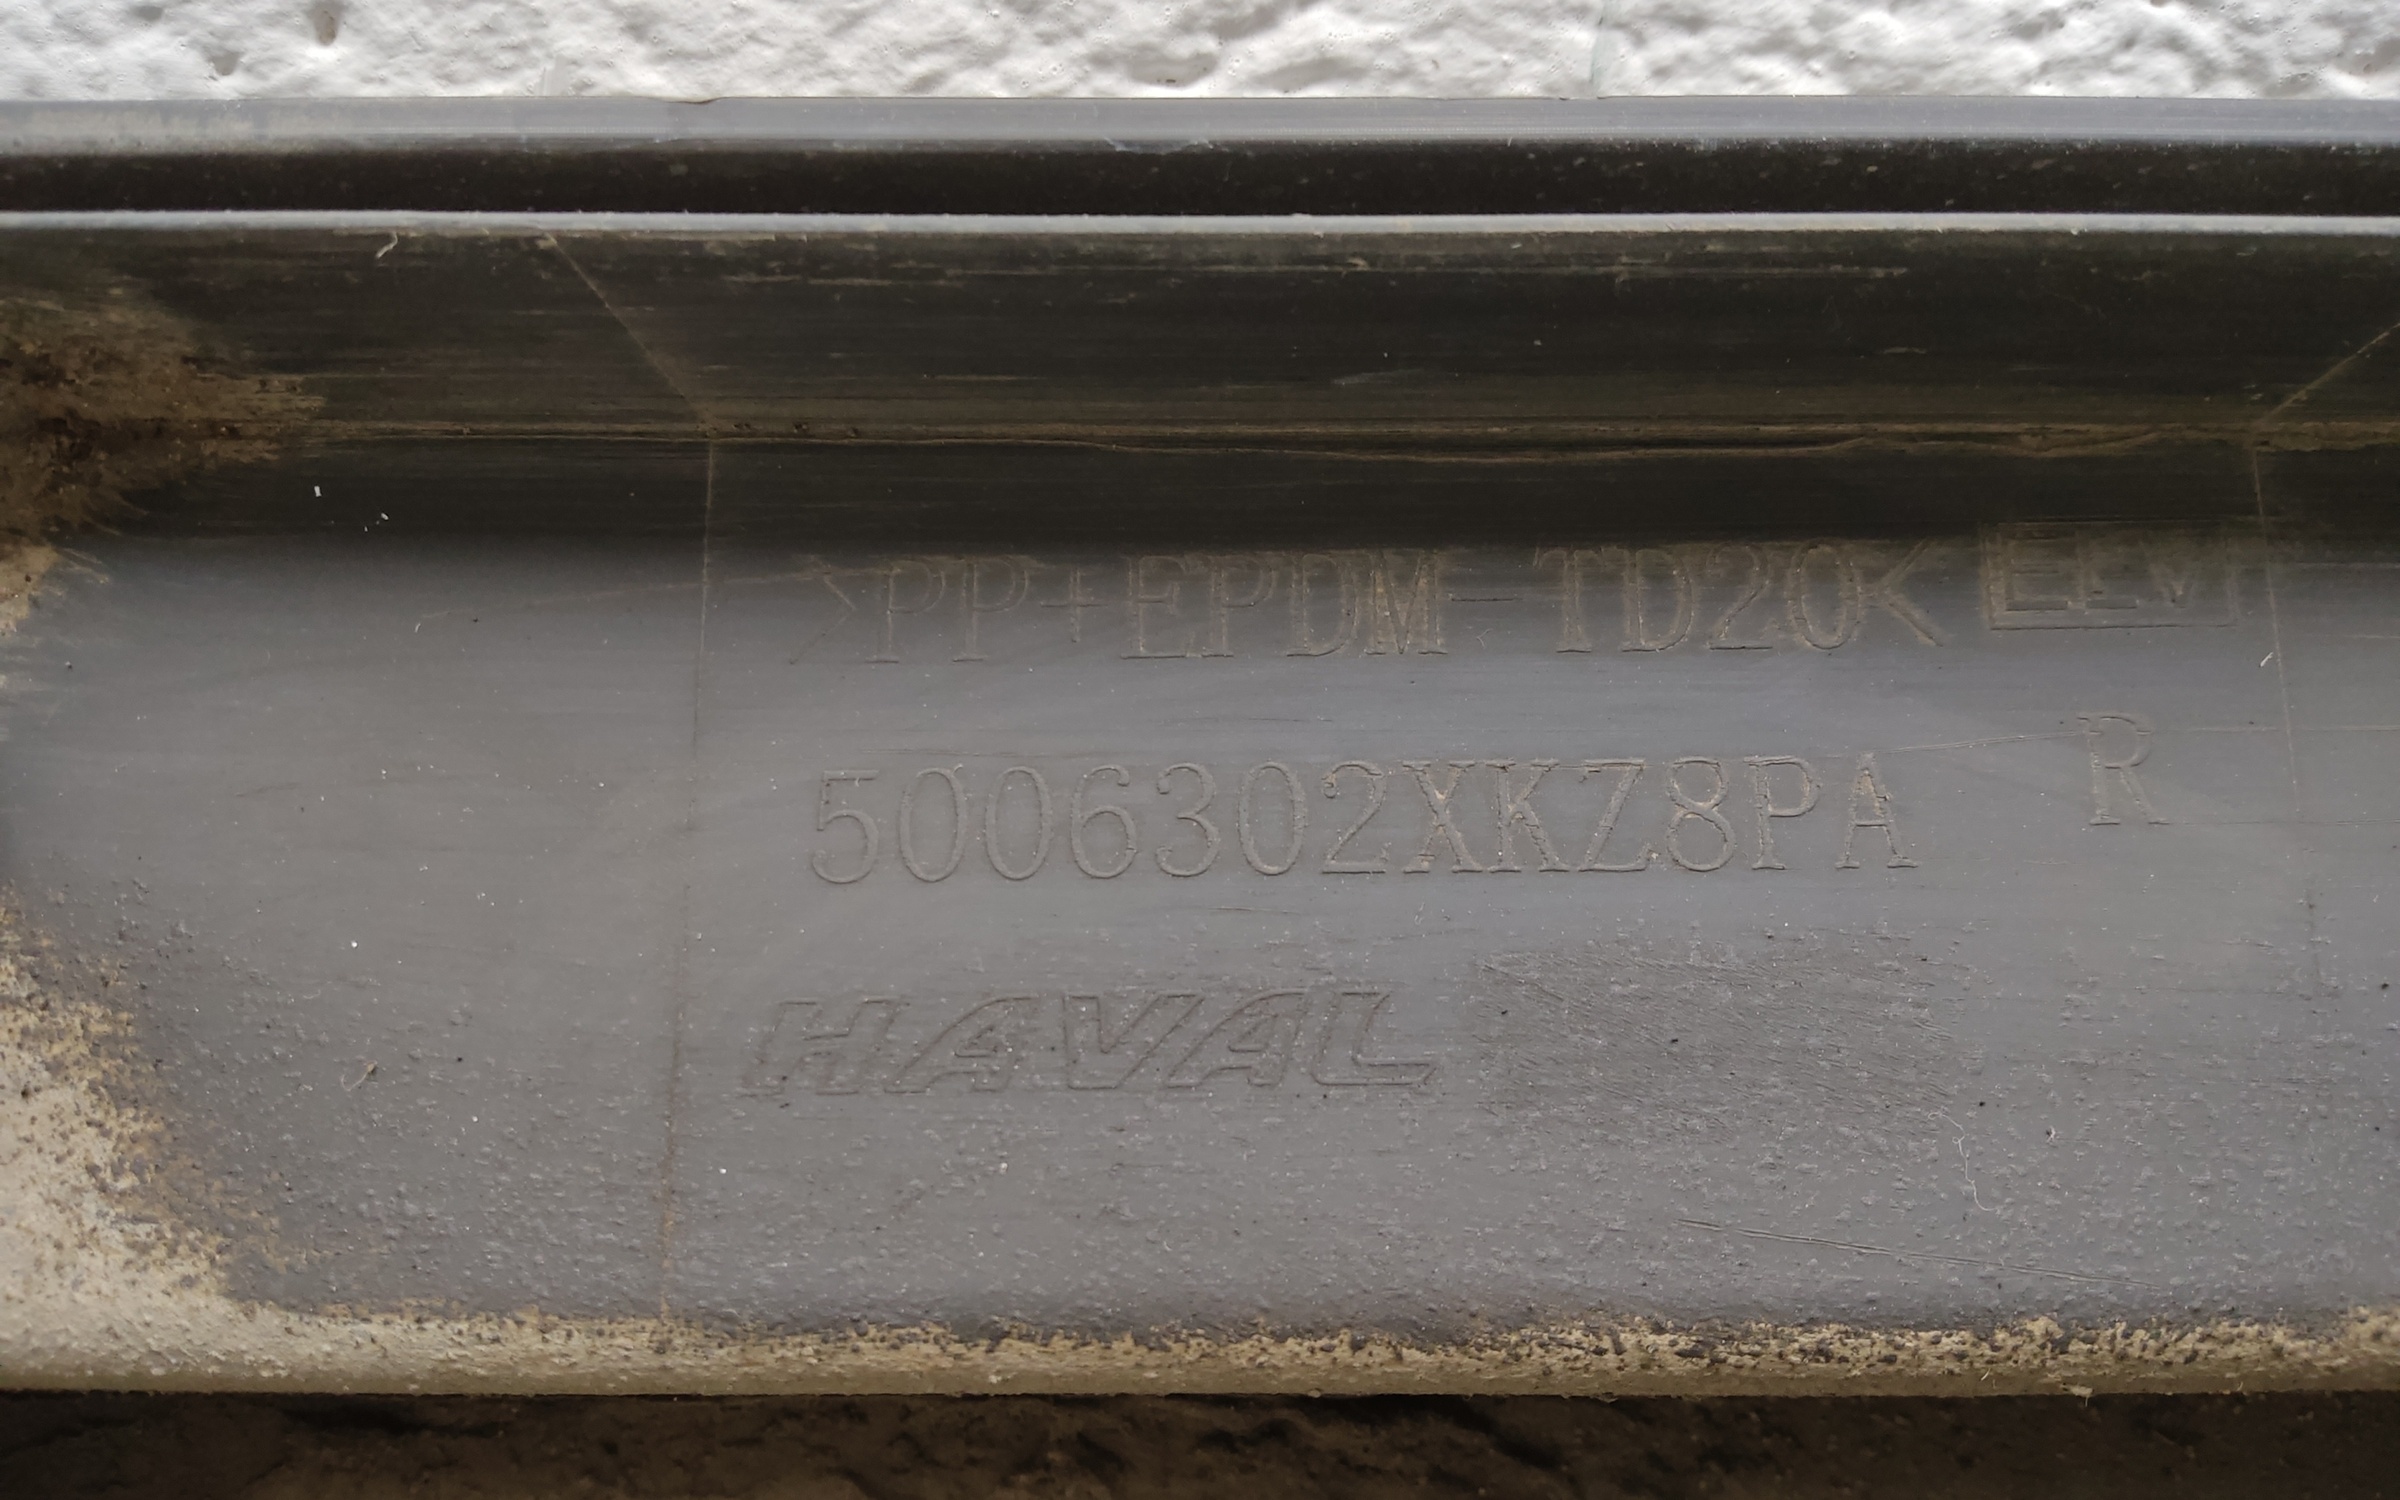 >PP+EPDM-TD20<
R
5006302XKZ8PA
HAVAL